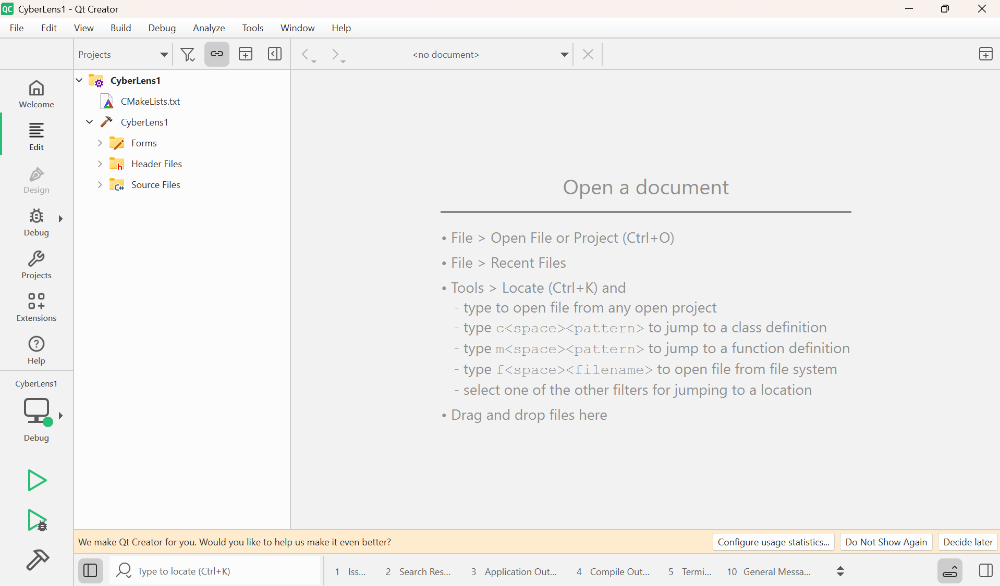 QC CyberLens1 - Qt Creator
File Edit View Build Debug Analyze Tools Window Help
Projects <no document>
CyberLens1
CMakeLists.txt
CyberLens1
Forms
Header Files
Source Files
Welcome
Edit
Design
Debug
Projects
Extensions
Help
CyberLens1
Debug
Open a document
• File > Open File or Project (Ctrl+O)
• File > Recent Files
• Tools > Locate (Ctrl+K) and
- type to open file from any open project
- type c<space><pattern> to jump to a class definition
- type m<space><pattern> to jump to a function definition
- type f<space><filename> to open file from file system
- select one of the other filters for jumping to a location
• Drag and drop files here
We make Qt Creator for you. Would you like to help us make it even better? Configure usage statistics... Do Not Show Again Decide later
Type to locate (Ctrl+K) 1 Iss... 2 Search Res... 3 Application Out... 4 Compile Out... 5 Termi... 10 General Messa...